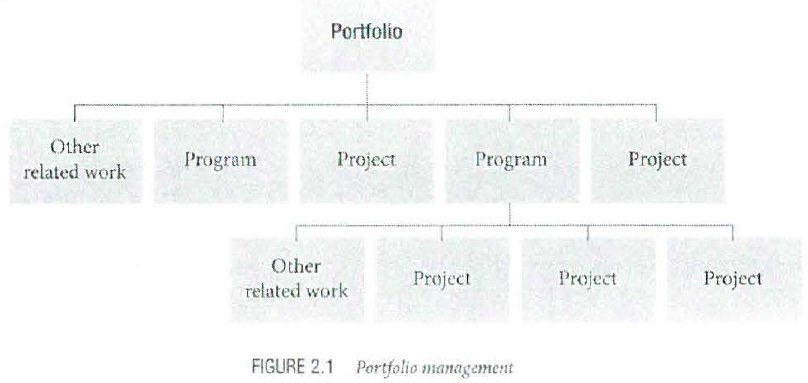 Portfolio
Other
related work
Program
Project
Program
Project
Other
related work
Project
Project
Project
FIGURE 2.1 Portfolio management